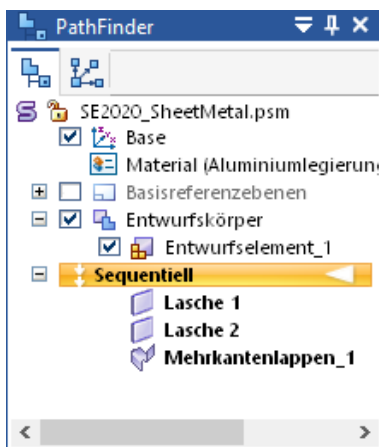 PathFinder
SE2020_SheetMetal.psm
Base
Material (Aluminiumlegierung
Basisreferenzebenen
Entwurfskörper
Entwurfselement_1
Sequentiell
Lasche 1
Lasche 2
Mehrkantenlappen_1